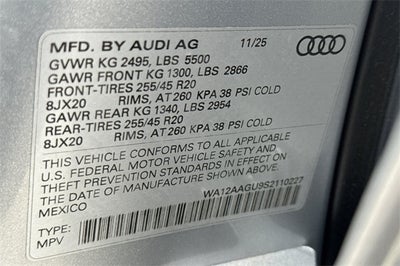 MFD. BY AUDI AG 11/25
GVWR KG 2495, LBS 5500
GAWR FRONT KG 1300, LBS 2866
FRONT-TIRES 255/45 R20
8JX20 RIMS, AT 260 KPA 38 PSI COLD
GAWR REAR KG 1340, LBS 2954
REAR-TIRES 255/45 R20
8JX20 RIMS, AT 260 KPA 38 PSI COLD
THIS VEHICLE CONFORMS TO ALL APPLICABLE
U.S. FEDERAL MOTOR VEHICLE SAFETY AND
THEFT PREVENTION STANDARDS IN EFFECT ON
THE DATE OF MANUFACTURE SHOWN ABOVE.
MEXICO
WA12AAGU9S2110227
TYPE:
MPV